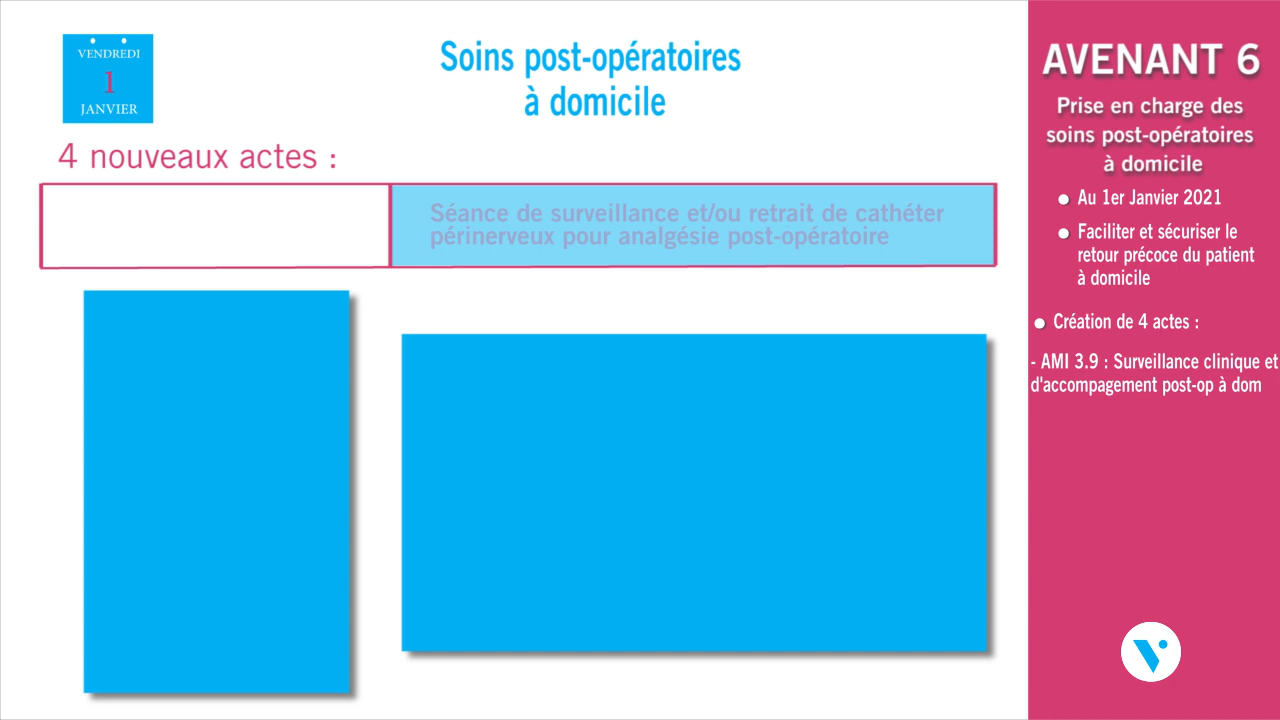 VENDREDI
1
JANVIER
Soins post-opératoires
à domicile
4 nouveaux actes :
Séance de surveillance et/ou retrait de cathéter
périnerveux pour analgésie post-opératoire
AVENANT 6
Prise en charge des
soins post-opératoires
à domicile
● Au 1er Janvier 2021
● Faciliter et sécuriser le
retour précoce du patient
à domicile
● Création de 4 actes :
- AMI 3.9 : Surveillance clinique et
d'accompagement post-op à dom